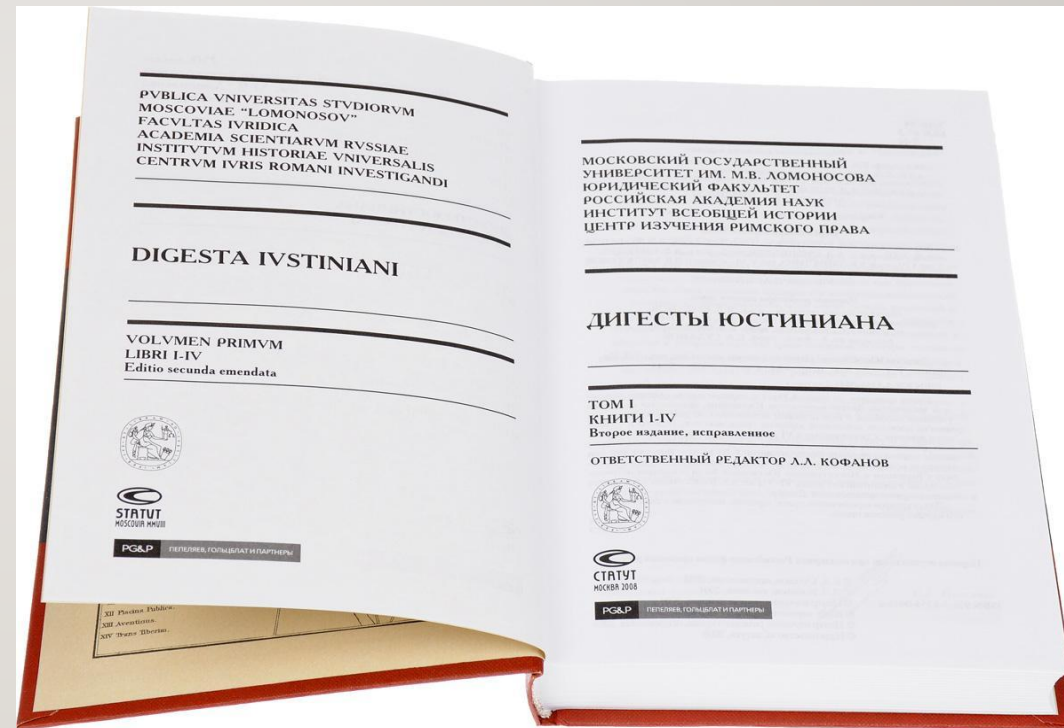 PVBLICA VNIVERSITAS STVDIORVM
MOSCOVIAE "LOMONOSOV"
FACVLTAS IVRIDICA
ACADEMIA SCIENTIARVM RVSSIAE
INSTITVTVM HISTORIAE VNIVERSALIS
CENTRVM IVRIS ROMANI INVESTIGANDI
DIGESTA IVSTINIANI
VOLVMEN PRIMVM
LIBRI I-IV
Editio secunda emendata
STATUT
MOSCOVIA MMVIII
PG&P ПЕПЕЛЯЕВ, ГОЛЬЦБЛАТ И ПАРТНЕРЫ
XII Piscina Publica.
XIII Aventinus.
XIV Trans Tiberim.
МОСКОВСКИЙ ГОСУДАРСТВЕННЫЙ
УНИВЕРСИТЕТ ИМ. М.В. ЛОМОНОСОВА
ЮРИДИЧЕСКИЙ ФАКУЛЬТЕТ
РОССИЙСКАЯ АКАДЕМИЯ НАУК
ИНСТИТУТ ВСЕОБЩЕЙ ИСТОРИИ
ЦЕНТР ИЗУЧЕНИЯ РИМСКОГО ПРАВА
ДИГЕСТЫ ЮСТИНИАНА
ТОМ I
КНИГИ I-IV
Второе издание, исправленное
ОТВЕТСТВЕННЫЙ РЕДАКТОР Л.Л. КОФАНОВ
СТАТУТ
МОСКВА 2008
PG&P ПЕПЕЛЯЕВ, ГОЛЬЦБЛАТ И ПАРТНЕРЫ